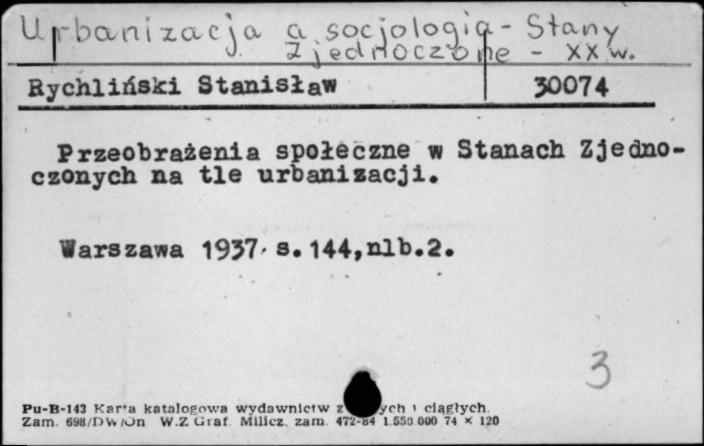 Urbanizacja a socjologia - Stany
Zjednoczone - XX w.
Rychliński Stanisław 30074
Przeobrażenia społeczne w Stanach Zjedno-
czonych na tle urbanizacji.
Warszawa 1937. s.144,nlb.2.
3
Pu-B-143 Karta katalogowa wydawnictw z ych i ciągłych.
Zam. 698/DW/On W.Z Graf. Milicz. zam. 472-84 1.550.000 74 × 120